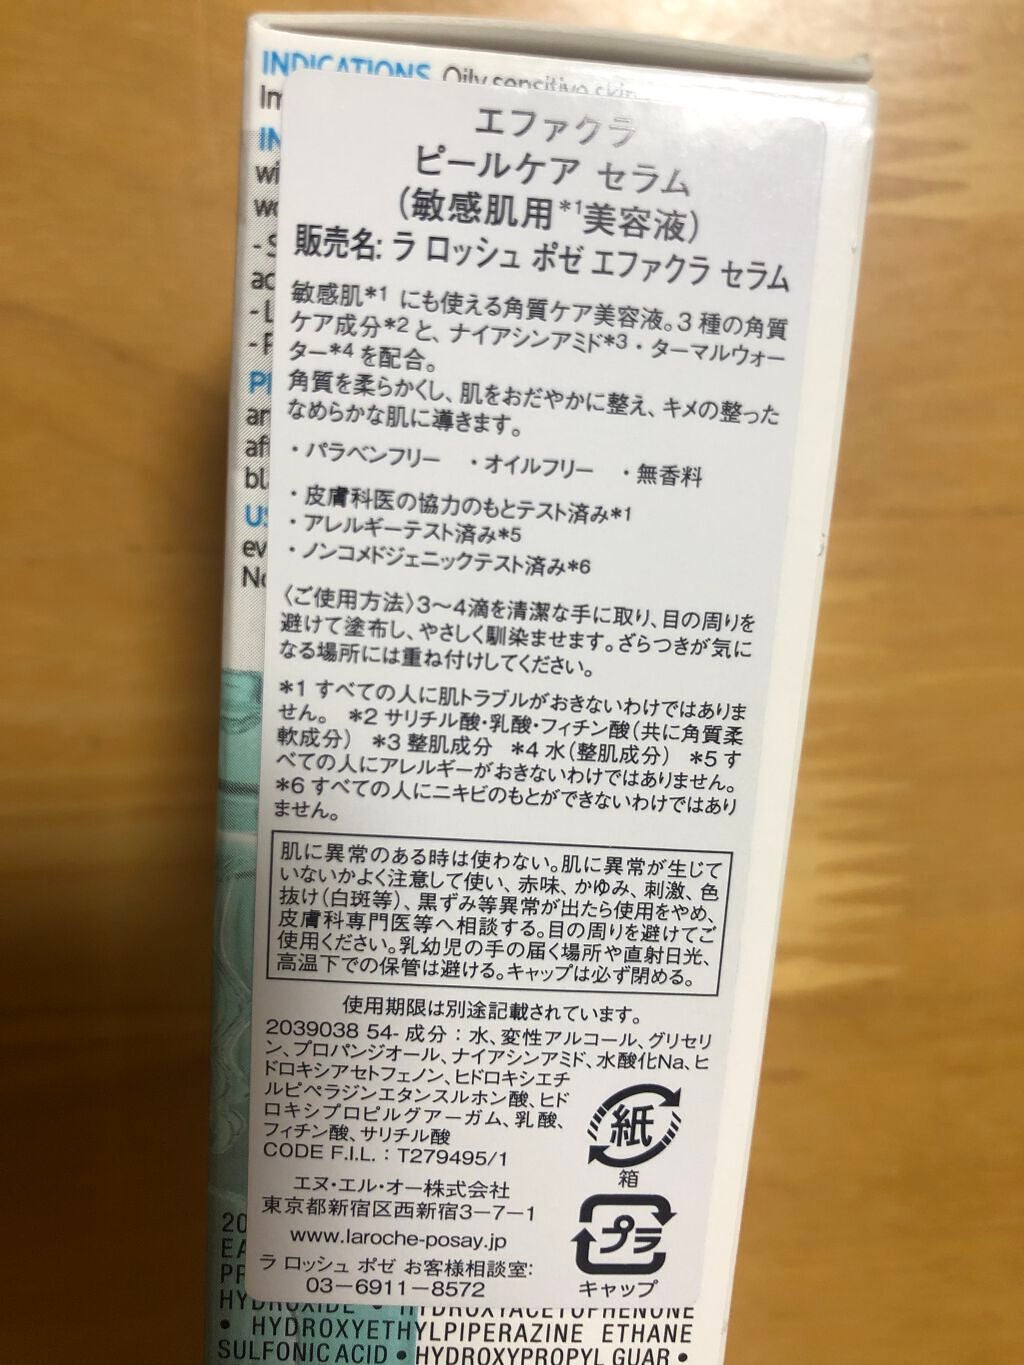 INDICATIONS Oily sensitive skin
エファクラ
ピールケア セラム
(敏感肌用*1美容液)
販売名: ラ ロッシュ ポゼ エファクラ セラム
敏感肌*1 にも使える角質ケア美容液。3 種の角質
ケア成分*2 と、ナイアシンアミド*3・ターマルウォー
ター*4 を配合。
角質を柔らかくし、肌をおだやかに整え、キメの整った
なめらかな肌に導きます。
・パラベンフリー ・オイルフリー ・無香料
・皮膚科医の協力のもとテスト済み*1
・アレルギーテスト済み*5
・ノンコメドジェニックテスト済み*6
〈ご使用方法〉3～4滴を清潔な手に取り、目の周りを
避けて塗布し、やさしく馴染ませます。ざらつきが気に
なる場所には重ね付けしてください。
*1 すべての人に肌トラブルがおきないわけではありま
せん。 *2 サリチル酸・乳酸・フィチン酸(共に角質柔
軟成分) *3 整肌成分 *4 水(整肌成分) *5 す
べての人にアレルギーがおきないわけではありません。
*6 すべての人にニキビのもとができないわけではあり
ません。
肌に異常のある時は使わない。肌に異常が生じて
いないかよく注意して使い、赤味、かゆみ、刺激、色
抜け(白斑等)、黒ずみ等異常が出たら使用をやめ、
皮膚科専門医等へ相談する。目の周りを避けてご
使用ください。乳幼児の手の届く場所や直射日光、
高温下での保管は避ける。キャップは必ず閉める。
使用期限は別途記載されています。
2039038 54- 成分：水、変性アルコール、グリセリ
ン、プロパンジオール、ナイアシンアミド、水酸化Na、ヒ
ドロキシアセトフェノン、ヒドロキシエチ
ルピペラジンエタンスルホン酸、ヒド
ロキシプロピルグアーガム、乳酸、
フィチン酸、サリチル酸
CODE F.I.L.：T279495/1
紙
箱
エヌ・エル・オー株式会社
東京都新宿区西新宿3－7－1
www.laroche-posay.jp
ラ ロッシュ ポゼ お客様相談室:
03－6911－8572
プラ
キャップ
HYDROXIDE • HYDROXYACETOPHENONE
• HYDROXYETHYLPIPERAZINE ETHANE
SULFONIC ACID • HYDROXYPROPYL GUAR •